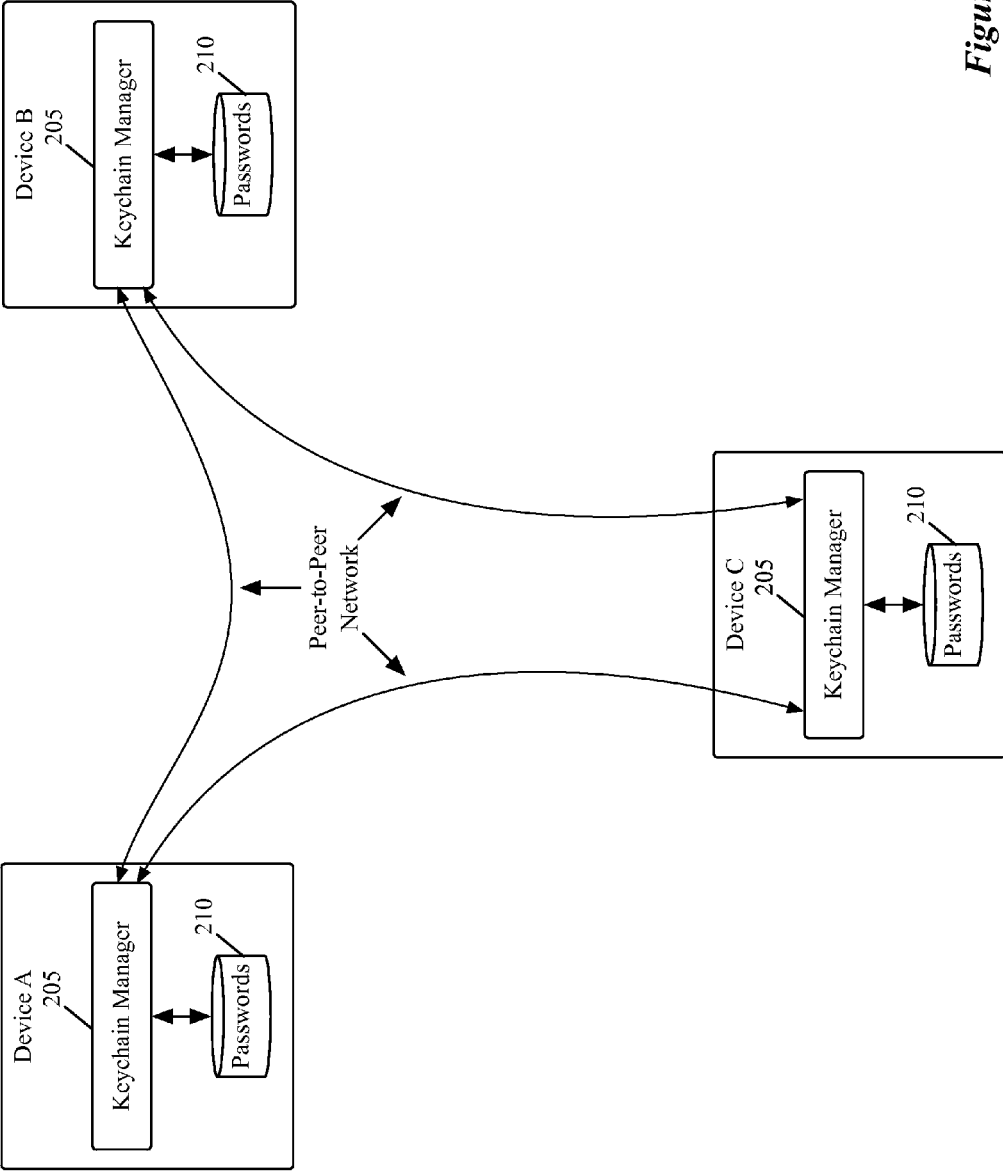 Device A
205
Keychain Manager
210
Passwords
Device B
205
Keychain Manager
210
Passwords
Peer-to-Peer
Network
Device C
205
Keychain Manager
210
Passwords
Figur